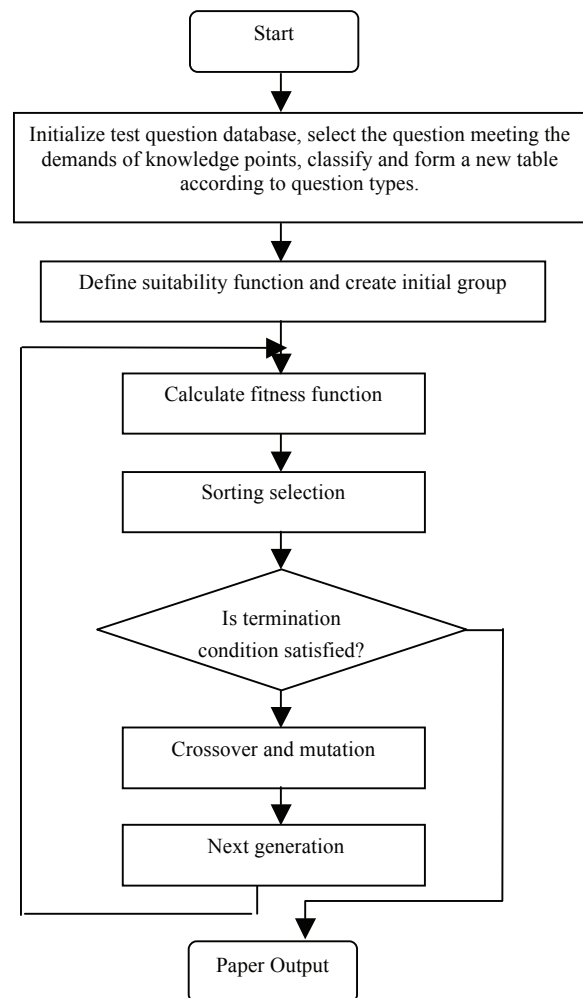 Start
Initialize test question database, select the question meeting the
demands of knowledge points, classify and form a new table
according to question types.
Define suitability function and create initial group
Calculate fitness function
Sorting selection
Is termination
condition satisfied?
Crossover and mutation
Next generation
Paper Output